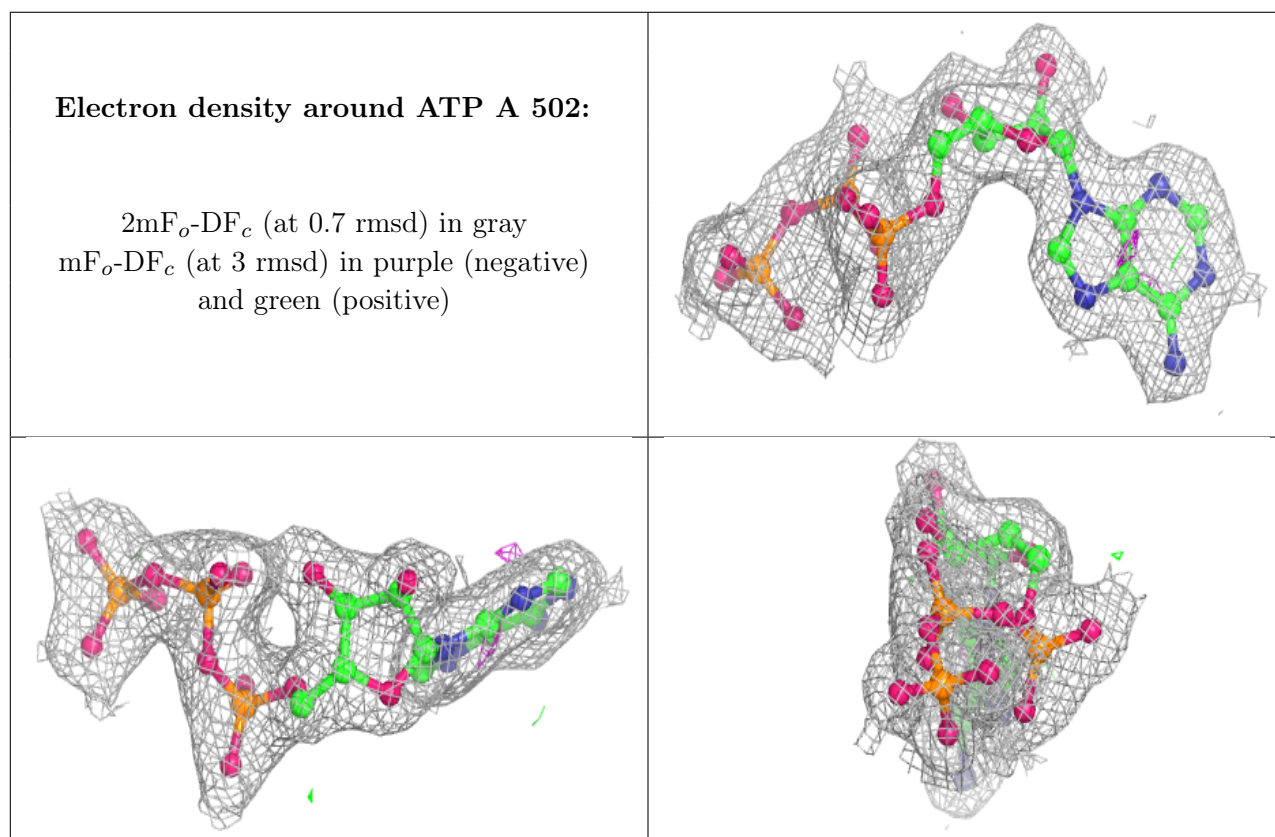 Electron density around ATP A 502:
2mFo-DFc (at 0.7 rmsd) in gray
mFo-DFc (at 3 rmsd) in purple (negative)
and green (positive)